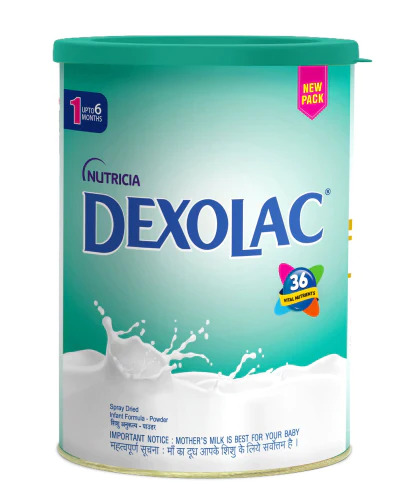 NEW
PACK
1 UPTO 6
MONTHS
NUTRICIA
DEXOLAC®
36
VITAL NUTRIENTS
Spray Dried
Infant Formula - Powder
शिशु अनुकल्प - पाउडर
IMPORTANT NOTICE : MOTHER'S MILK IS BEST FOR YOUR BABY
महत्वपूर्ण सूचना : माँ का दूध आपके शिशु के लिये सर्वोत्तम है ।